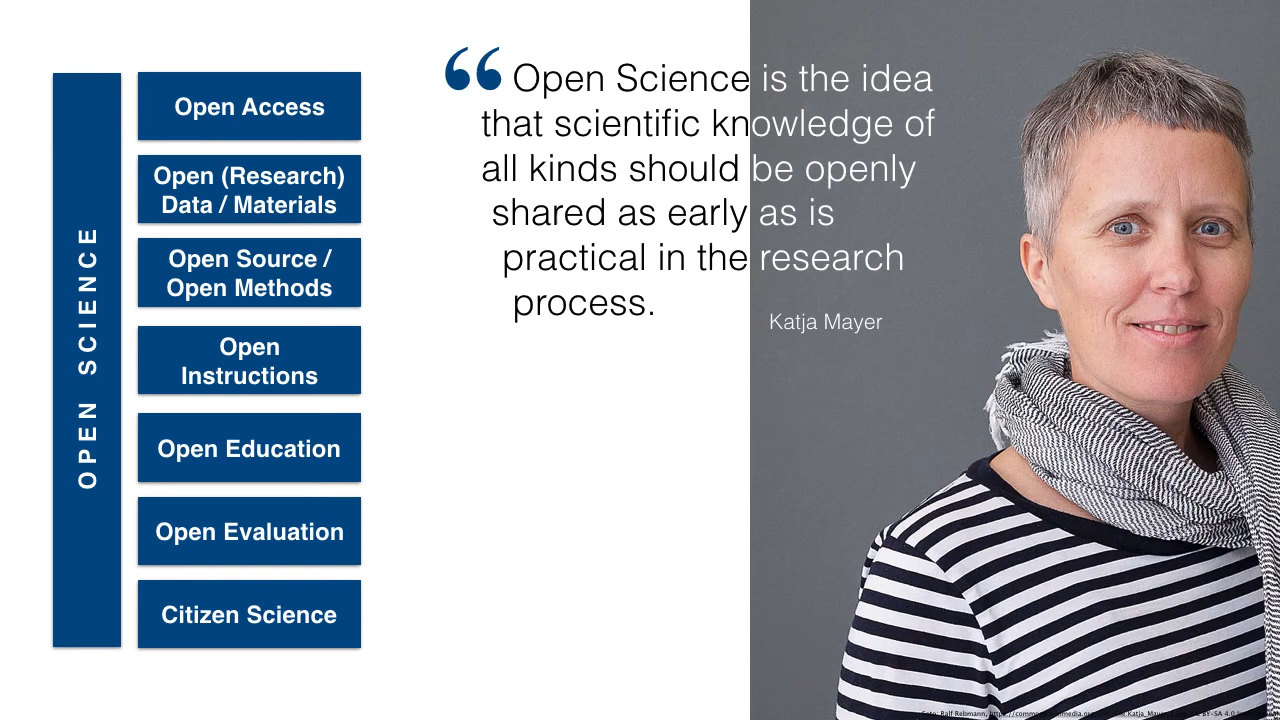 OPEN SCIENCE
Open Access
Open (Research)
Data / Materials
Open Source /
Open Methods
Open
Instructions
Open Education
Open Evaluation
Citizen Science
“ Open Science is the idea
that scientific knowledge of
all kinds should be openly
shared as early as is
practical in the research
process.
Katja Mayer
Ralf Rebmann,